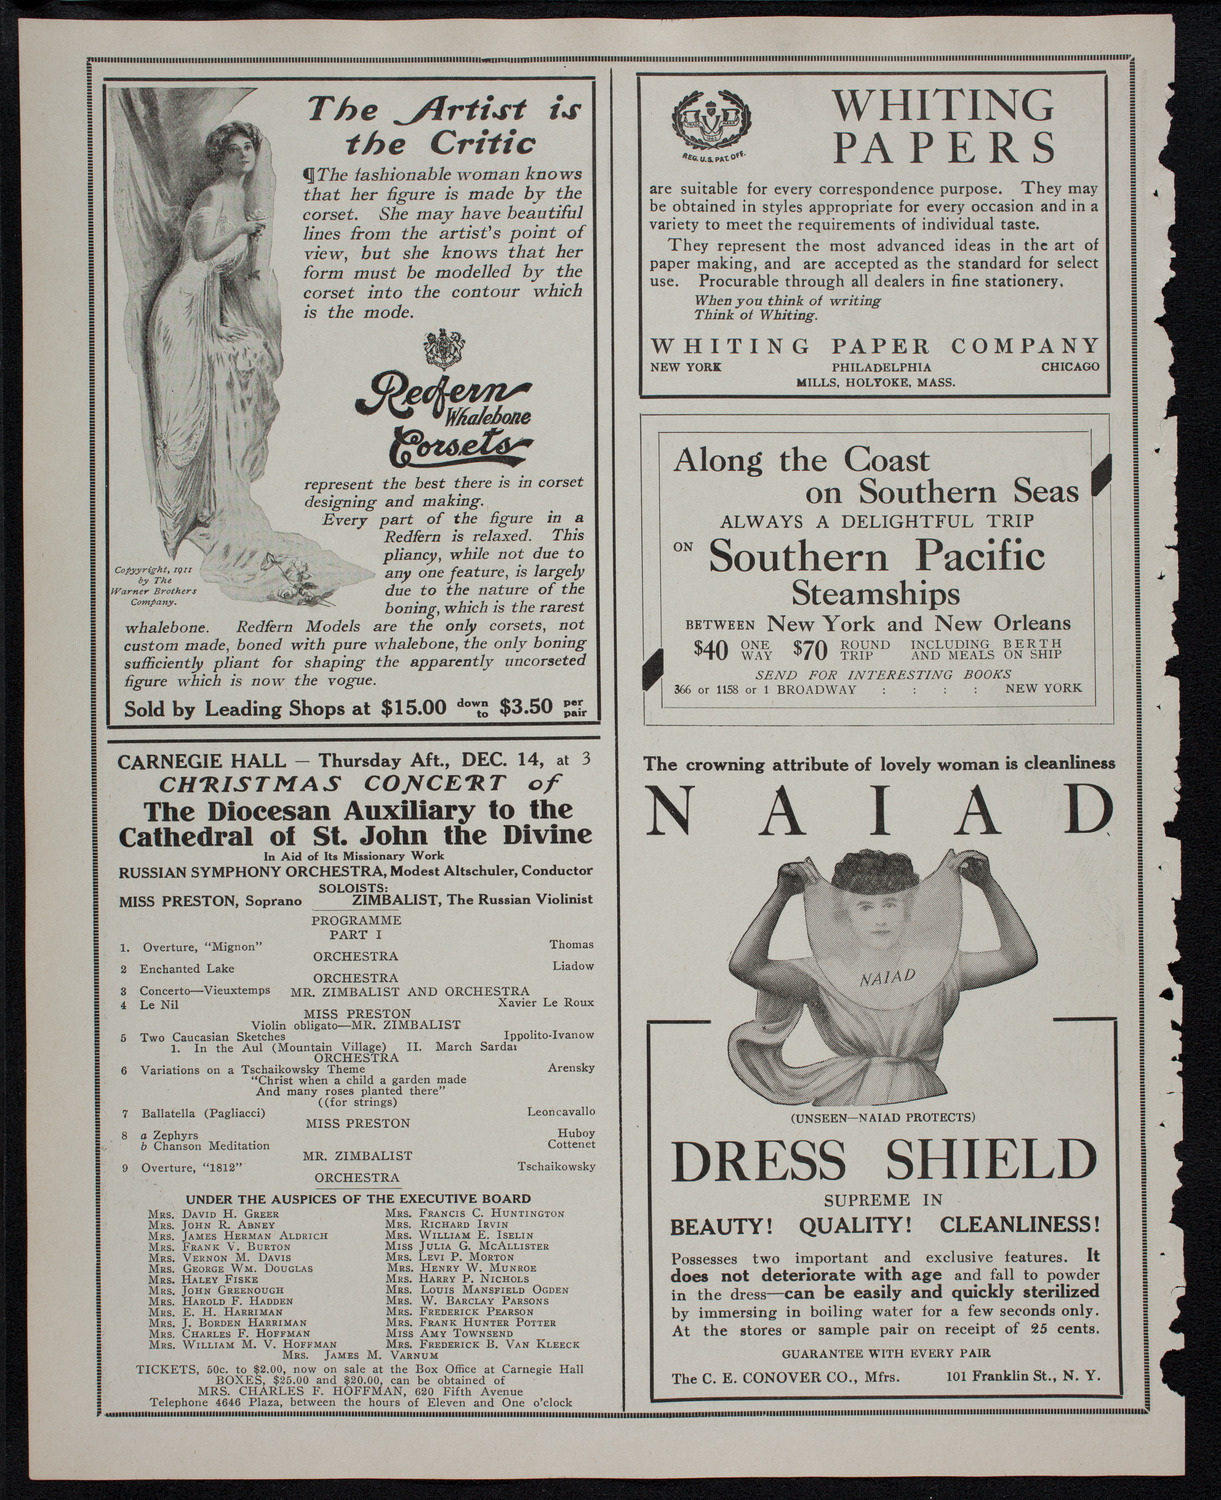 The Artist is
the Critic
¶The fashionable woman knows
that her figure is made by the
corset. She may have beautiful
lines from the artist's point of
view, but she knows that her
form must be modelled by the
corset into the contour which
is the mode.
Redfern
Whalebone
Corsets
represent the best there is in corset
designing and making.
Every part of the figure in a
Redfern is relaxed. This
pliancy, while not due to
any one feature, is largely
due to the nature of the
boning, which is the rarest
whalebone. Redfern Models are the only corsets, not
custom made, boned with pure whalebone, the only boning
sufficiently pliant for shaping the apparently uncorseted
figure which is now the vogue.
Copyright, 1911
by The
Warner Brothers
Company.
Sold by Leading Shops at $15.00 down to $3.50 per pair
CARNEGIE HALL — Thursday Aft., DEC. 14, at 3
CHRISTMAS CONCERT of
The Diocesan Auxiliary to the
Cathedral of St. John the Divine
In Aid of Its Missionary Work
RUSSIAN SYMPHONY ORCHESTRA, Modest Altschuler, Conductor
SOLOISTS:
MISS PRESTON, Soprano ZIMBALIST, The Russian Violinist
PROGRAMME
PART I
1. Overture, "Mignon" Thomas
ORCHESTRA
2 Enchanted Lake Liadow
ORCHESTRA
3 Concerto—Vieuxtemps MR. ZIMBALIST AND ORCHESTRA
4 Le Nil Xavier Le Roux
MISS PRESTON
Violin obligato—MR. ZIMBALIST
5 Two Caucasian Sketches Ippolito-Ivanow
1. In the Aul (Mountain Village) II. March Sardar
ORCHESTRA
6 Variations on a Tschaikowsky Theme Arensky
"Christ when a child a garden made
And many roses planted there"
((for strings)
7 Ballatella (Pagliacci) Leoncavallo
MISS PRESTON
8 a Zephyrs Huboy
b Chanson Meditation Cottenet
MR. ZIMBALIST
9 Overture, "1812" Tschaikowsky
ORCHESTRA
UNDER THE AUSPICES OF THE EXECUTIVE BOARD
MRS. DAVID H. GREER
MRS. JOHN R. ABNEY
MRS. JAMES HERMAN ALDRICH
MRS. FRANK V. BURTON
MRS. VERNON M. DAVIS
MRS. GEORGE WM. DOUGLAS
MRS. HALEY FISKE
MRS. JOHN GREENOUGH
MRS. HAROLD F. HADDEN
MRS. E. H. HARRIMAN
MRS. J. BORDEN HARRIMAN
MRS. CHARLES F. HOFFMAN
MRS. WILLIAM M. V. HOFFMAN
MRS. FRANCIS C. HUNTINGTON
MRS. RICHARD IRVIN
MRS. WILLIAM E. ISELIN
MISS JULIA G. MCALLISTER
MRS. LEVI P. MORTON
MRS. HENRY W. MUNROE
MRS. HARRY P. NICHOLS
MRS. LOUIS MANSFIELD OGDEN
MRS. W. BARCLAY PARSONS
MRS. FREDERICK PEARSON
MRS. FRANK HUNTER POTTER
MISS AMY TOWNSEND
MRS. FREDERICK B. VAN KLEECK
MRS. JAMES M. VARNUM
TICKETS, 50c. to $2.00, now on sale at the Box Office at Carnegie Hall
BOXES, $25.00 and $20.00, can be obtained of
MRS. CHARLES F. HOFFMAN, 620 Fifth Avenue
Telephone 4646 Plaza, between the hours of Eleven and One o'clock
REG. U.S. PAT. OFF.
WHITING
PAPERS
are suitable for every correspondence purpose. They may
be obtained in styles appropriate for every occasion and in a
variety to meet the requirements of individual taste.
They represent the most advanced ideas in the art of
paper making, and are accepted as the standard for select
use. Procurable through all dealers in fine stationery.
When you think of writing
Think of Whiting.
WHITING PAPER COMPANY
NEW YORK PHILADELPHIA CHICAGO
MILLS, HOLYOKE, MASS.
Along the Coast
on Southern Seas
ALWAYS A DELIGHTFUL TRIP
ON Southern Pacific
Steamships
BETWEEN New York and New Orleans
$40 ONE WAY $70 ROUND TRIP INCLUDING BERTH AND MEALS ON SHIP
SEND FOR INTERESTING BOOKS
366 or 1158 or 1 BROADWAY : : : : NEW YORK
The crowning attribute of lovely woman is cleanliness
NAIAD
NAIAD
(UNSEEN—NAIAD PROTECTS)
DRESS SHIELD
SUPREME IN
BEAUTY! QUALITY! CLEANLINESS!
Possesses two important and exclusive features. It
does not deteriorate with age and fall to powder
in the dress—can be easily and quickly sterilized
by immersing in boiling water for a few seconds only.
At the stores or sample pair on receipt of 25 cents.
GUARANTEE WITH EVERY PAIR
The C. E. CONOVER CO., Mfrs. 101 Franklin St., N. Y.